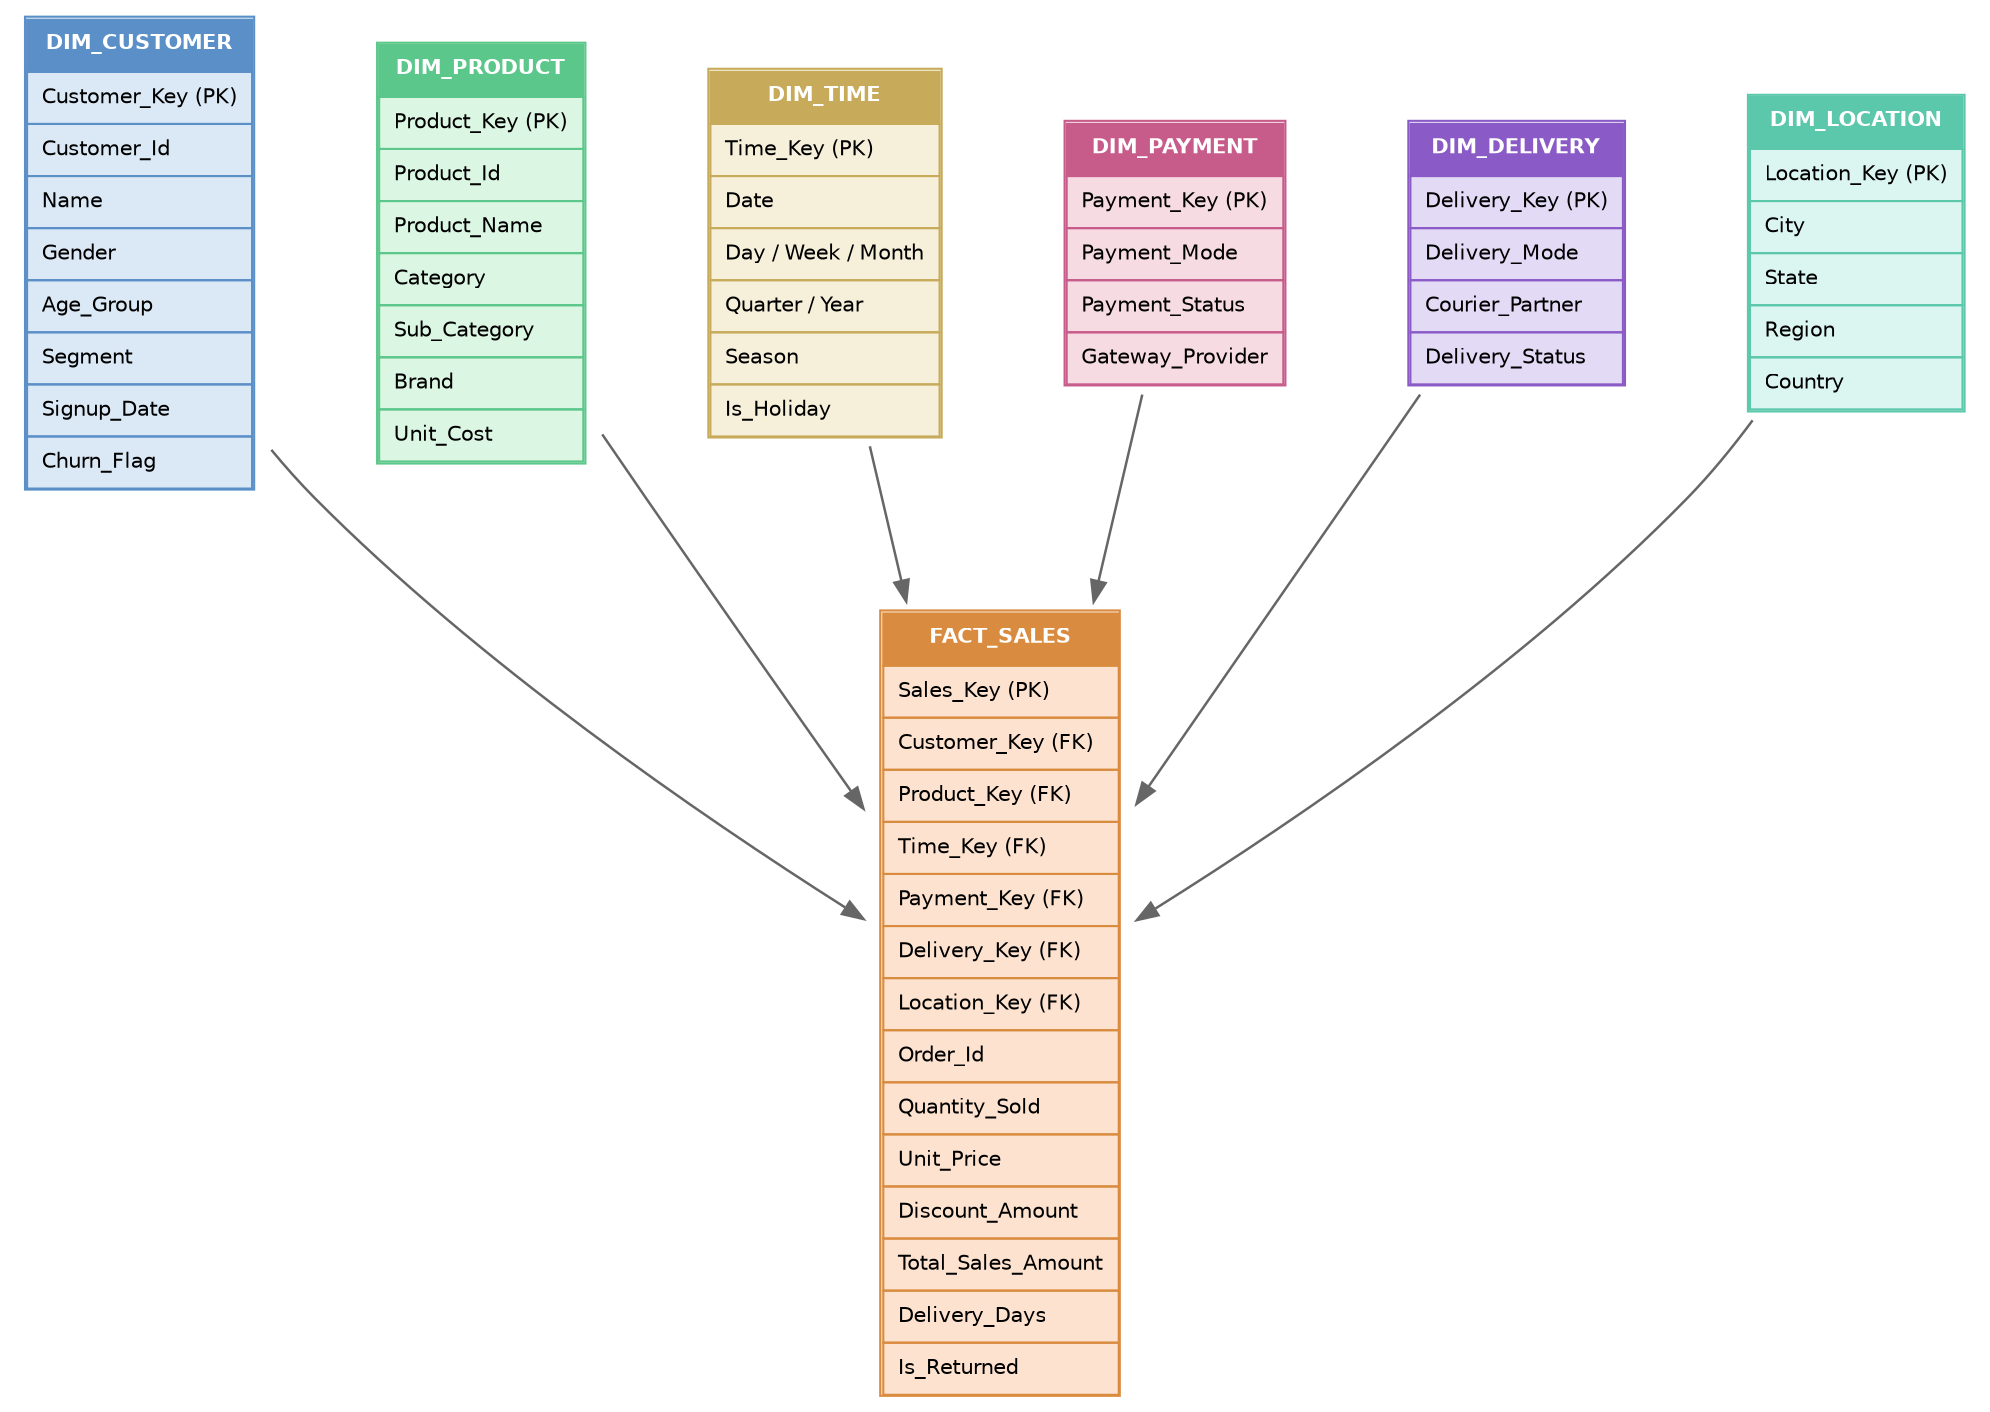 DIM_CUSTOMER
Customer_Key (PK)
Customer_Id
Name
Gender
Age_Group
Segment
Signup_Date
Churn_Flag
DIM_PRODUCT
Product_Key (PK)
Product_Id
Product_Name
Category
Sub_Category
Brand
Unit_Cost
DIM_TIME
Time_Key (PK)
Date
Day / Week / Month
Quarter / Year
Season
Is_Holiday
DIM_PAYMENT
Payment_Key (PK)
Payment_Mode
Payment_Status
Gateway_Provider
DIM_DELIVERY
Delivery_Key (PK)
Delivery_Mode
Courier_Partner
Delivery_Status
DIM_LOCATION
Location_Key (PK)
City
State
Region
Country
FACT_SALES
Sales_Key (PK)
Customer_Key (FK)
Product_Key (FK)
Time_Key (FK)
Payment_Key (FK)
Delivery_Key (FK)
Location_Key (FK)
Order_Id
Quantity_Sold
Unit_Price
Discount_Amount
Total_Sales_Amount
Delivery_Days
Is_Returned